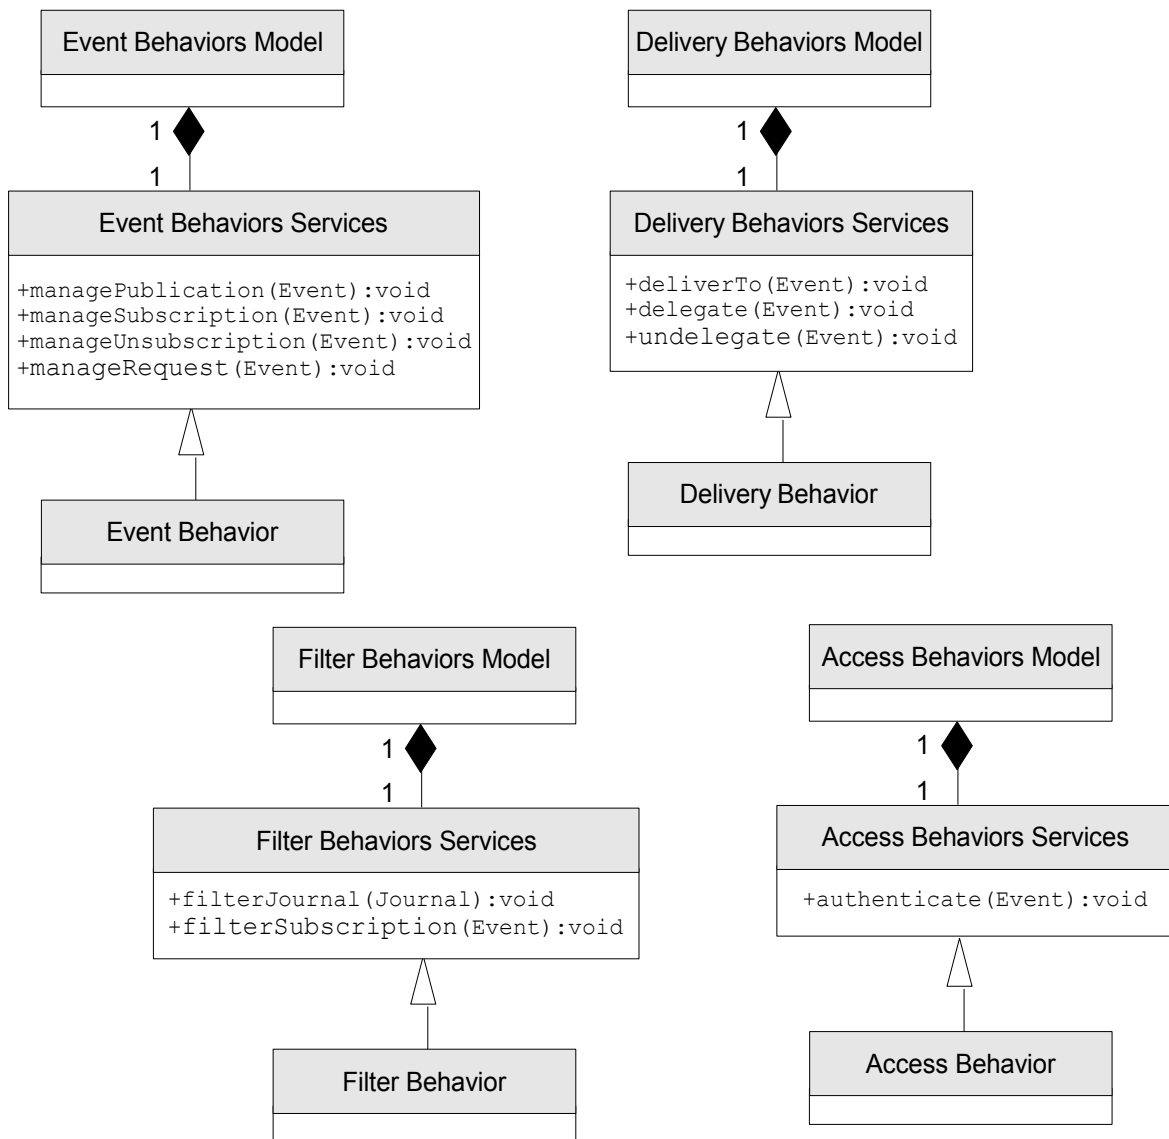 Event Behaviors Model
1
1
Event Behaviors Services
+managePublication(Event):void
+manageSubscription(Event):void
+manageUnsubscription(Event):void
+manageRequest(Event):void
Event Behavior
Delivery Behaviors Model
1
1
Delivery Behaviors Services
+deliverTo(Event):void
+delegate(Event):void
+undelegate(Event):void
Delivery Behavior
Filter Behaviors Model
1
1
Filter Behaviors Services
+filterJournal(Journal):void
+filterSubscription(Event):void
Filter Behavior
Access Behaviors Model
1
1
Access Behaviors Services
+authenticate(Event):void
Access Behavior